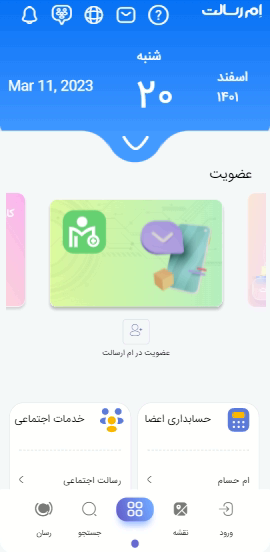 اِم رسالت
شنبه
اسفند
۲۰
Mar 11, 2023
۱۴۰۱
عضویت
عضویت در ام ارسالت
حسابداری اعضا
خدمات اجتماعی
ام حسام
رسالت اجتماعی
ورود
نقشه
جستجو
رسان